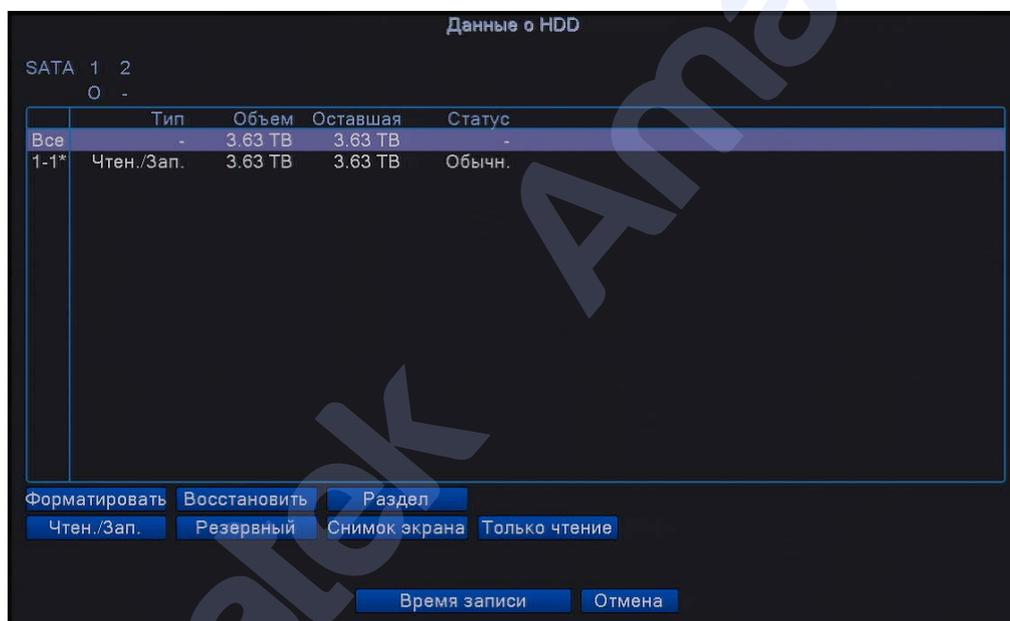 Данные о HDD
SATA 1 2
O -
Тип Объем Оставшая Статус
Все - 3.63 TB 3.63 TB -
1-1* Чтен./Зап. 3.63 TB 3.63 TB Обычн.
Форматировать Восстановить Раздел
Чтен./Зап. Резервный Снимок экрана Только чтение
Время записи Отмена